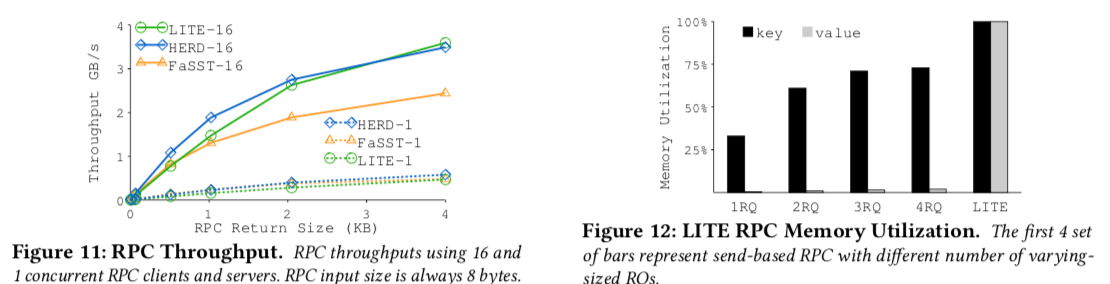 4
3
2
1
0
Throughput GB/s
LITE-16
HERD-16
FaSST-16
HERD-1
FaSST-1
LITE-1
0 1 2 3 4
RPC Return Size (KB)
Figure 11: RPC Throughput. RPC throughputs using 16 and
1 concurrent RPC clients and servers. RPC input size is always 8 bytes.
100%
75%
50%
25%
Memory Utilization
key value
1RQ 2RQ 3RQ 4RQ LITE
Figure 12: LITE RPC Memory Utilization. The first 4 set
of bars represent send-based RPC with different number of varying-
sized RQs.